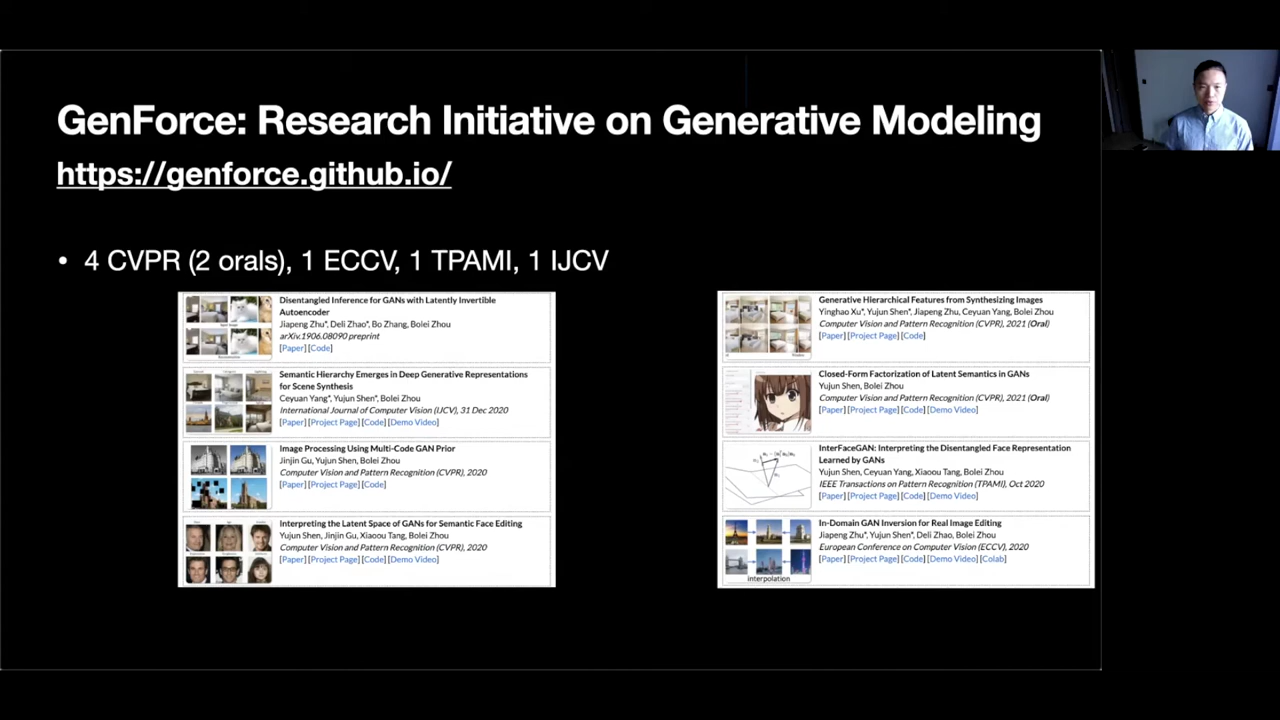 GenForce: Research Initiative on Generative Modeling
https://genforce.github.io/
• 4 CVPR (2 orals), 1 ECCV, 1 TPAMI, 1 IJCV
Disentangled Inference for GANs with Latently Invertible
Autoencoder
Jiapeng Zhu*, Deli Zhao*, Bo Zhang, Bolei Zhou
arXiv.1906.08090 preprint
[Paper] [Code]
Semantic Hierarchy Emerges in Deep Generative Representations
for Scene Synthesis
Ceyuan Yang*, Yujun Shen*, Bolei Zhou
International Journal of Computer Vision (IJCV), 31 Dec 2020
[Paper] [Project Page] [Code] [Demo Video]
Image Processing Using Multi-Code GAN Prior
Jinjin Gu, Yujun Shen, Bolei Zhou
Computer Vision and Pattern Recognition (CVPR), 2020
[Paper] [Project Page] [Code]
Interpreting the Latent Space of GANs for Semantic Face Editing
Yujun Shen, Jinjin Gu, Xiaoou Tang, Bolei Zhou
Computer Vision and Pattern Recognition (CVPR), 2020
[Paper] [Project Page] [Code] [Demo Video]
Generative Hierarchical Features from Synthesizing Images
Yinghao Xu*, Yujun Shen*, Jiapeng Zhu, Ceyuan Yang, Bolei Zhou
Computer Vision and Pattern Recognition (CVPR), 2021 (Oral)
[Paper] [Project Page] [Code]
Closed-Form Factorization of Latent Semantics in GANs
Yujun Shen, Bolei Zhou
Computer Vision and Pattern Recognition (CVPR), 2021 (Oral)
[Paper] [Project Page] [Code] [Demo Video]
InterFaceGAN: Interpreting the Disentangled Face Representation
Learned by GANs
Yujun Shen, Ceyuan Yang, Xiaoou Tang, Bolei Zhou
IEEE Transactions on Pattern Recognition (TPAMI), Oct 2020
[Paper] [Project Page] [Code] [Demo Video]
In-Domain GAN Inversion for Real Image Editing
Jiapeng Zhu*, Yujun Shen*, Deli Zhao, Bolei Zhou
European Conference on Computer Vision (ECCV), 2020
[Paper] [Project Page] [Code] [Demo Video] [Colab]
interpolation